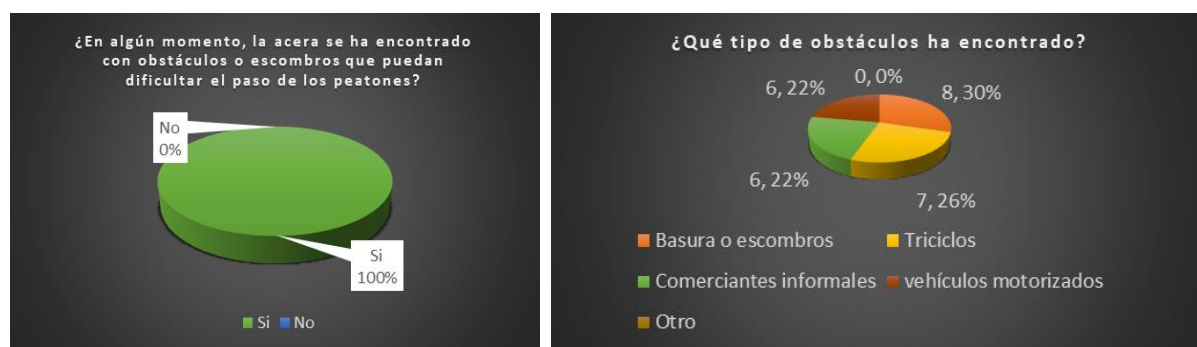 ¿En algún momento, la acera se ha encontrado
con obstáculos o escombros que puedan
dificultar el paso de los peatones?
No
0%
Si
100%
Si No
¿Qué tipo de obstáculos ha encontrado?
0, 0%
6, 22%
8, 30%
6, 22%
7, 26%
Basura o escombros Triciclos
Comerciantes informales vehículos motorizados
Otro